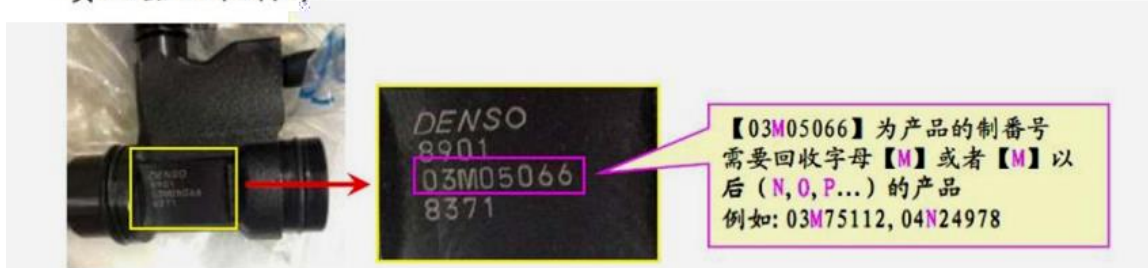 DENSO
8901
03M05066
8371
【03M05066】为产品的制番号
需要回收字母【M】或者【M】以
后(N,O,P...)的产品
例如:03M75112,04N24978